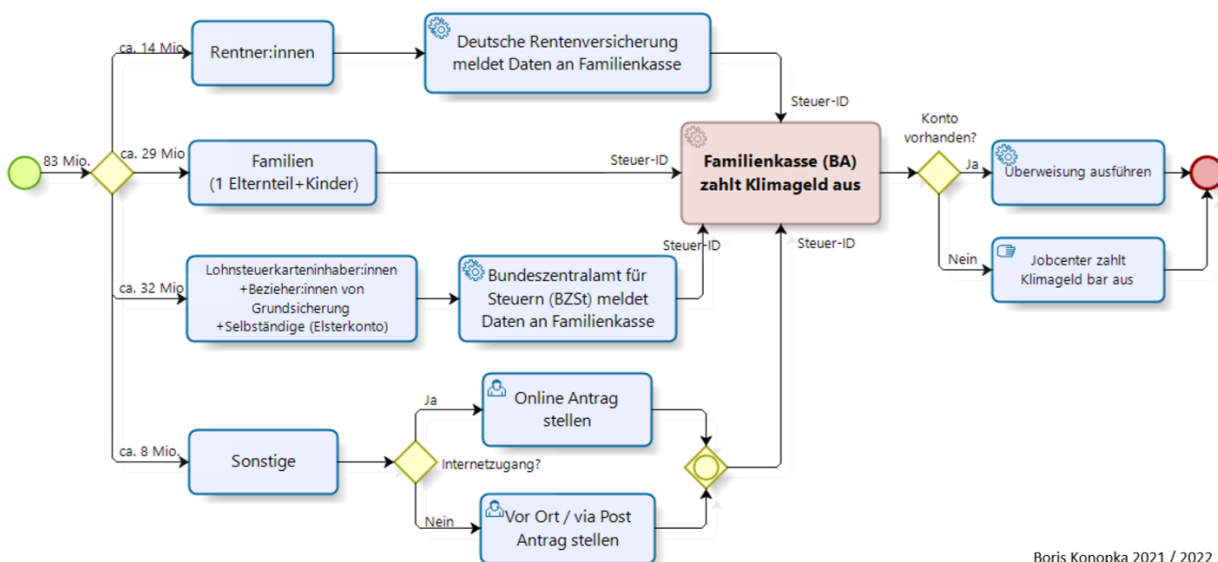 ca. 14 Mio.
Rentner:innen
Deutsche Rentenversicherung
meldet Daten an Familienkasse
Steuer-ID
83 Mio.
ca. 29 Mio
Familien
(1 Elternteil+Kinder)
Steuer-ID
Familienkasse (BA)
zahlt Klimageld aus
Konto
vorhanden?
Ja
Überweisung ausführen
Nein
Jobcenter zahlt
Klimageld bar aus
ca. 32 Mio
Lohnsteuerkarteninhaber:innen
+Bezieher:innen von
Grundsicherung
+Selbständige (Elsterkonto)
Bundeszentralamt für
Steuern (BZSt) meldet
Daten an Familienkasse
Steuer-ID
Steuer-ID
ca. 8 Mio.
Sonstige
Internetzugang?
Ja
Online Antrag
stellen
Nein
Vor Ort / via Post
Antrag stellen
Boris Konopka 2021 / 2022